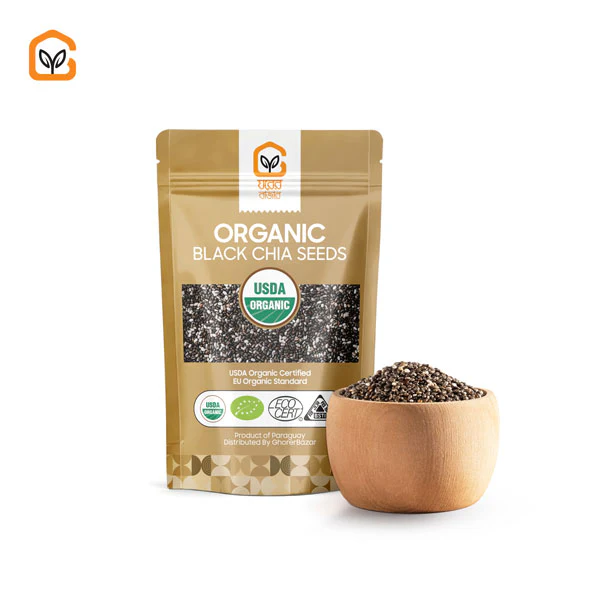 ঘরের
বাজার
ORGANIC
BLACK CHIA SEEDS
USDA
ORGANIC
USDA Organic Certified
EU Organic Standard
USDA
ORGANIC
ECO
CERT
Product of Paraguay
Distributed By GhorerBazar